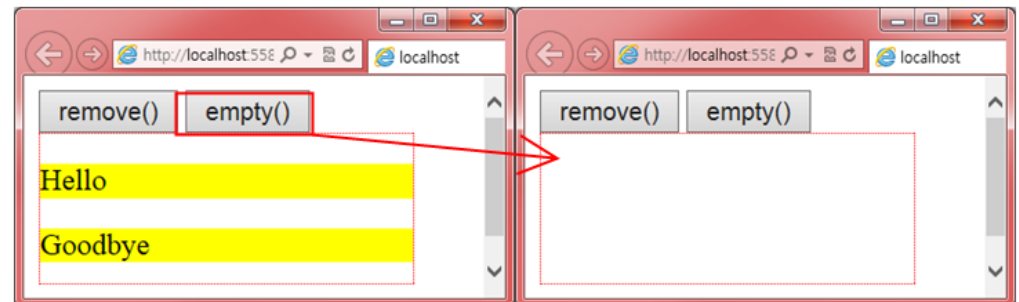 http://localhost:558
localhost
remove()
empty()
Hello
Goodbye
http://localhost:558
localhost
remove()
empty()